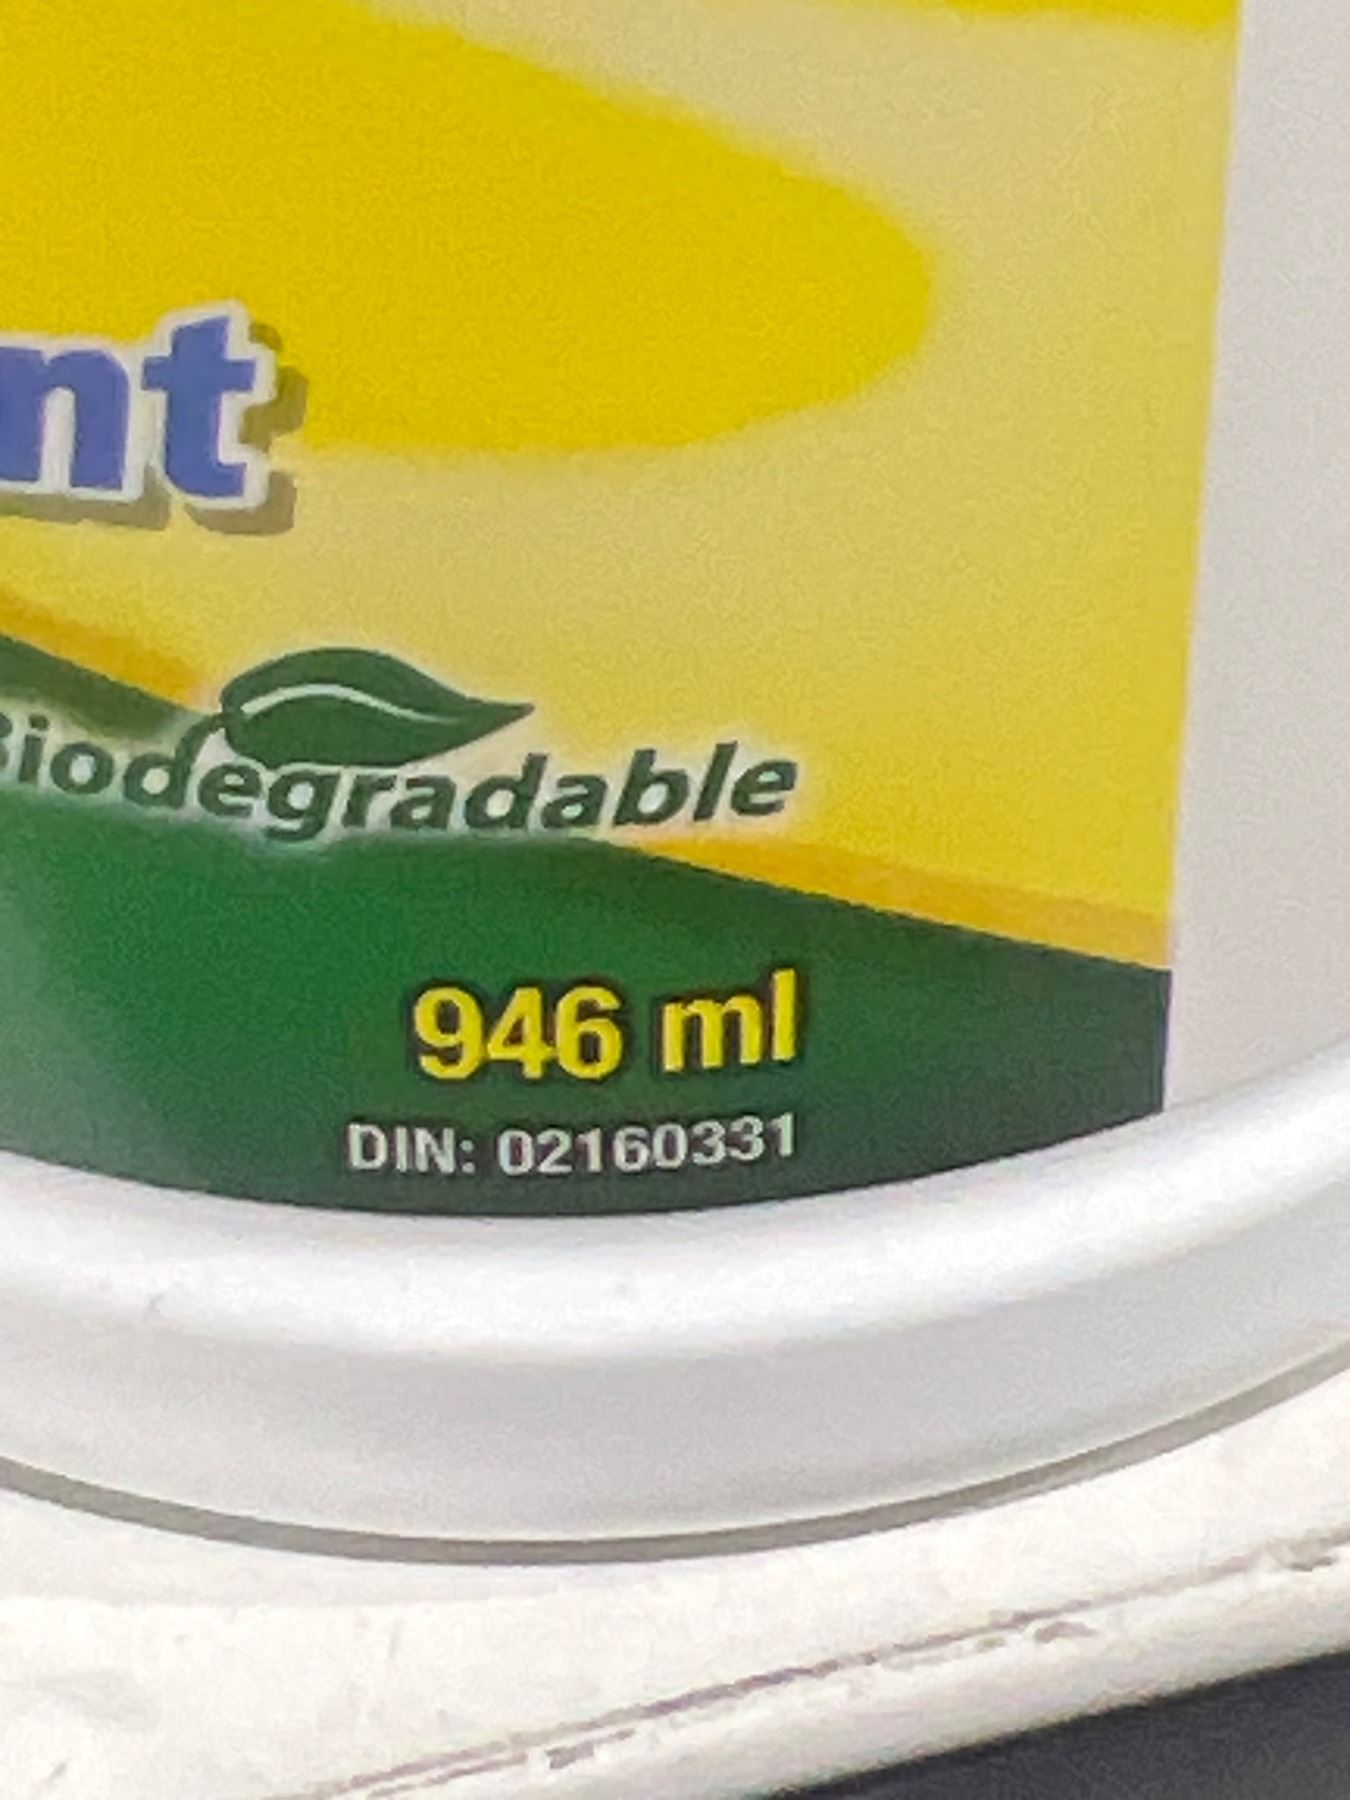 nt
Biodegradable
946 ml
DIN: 02160331